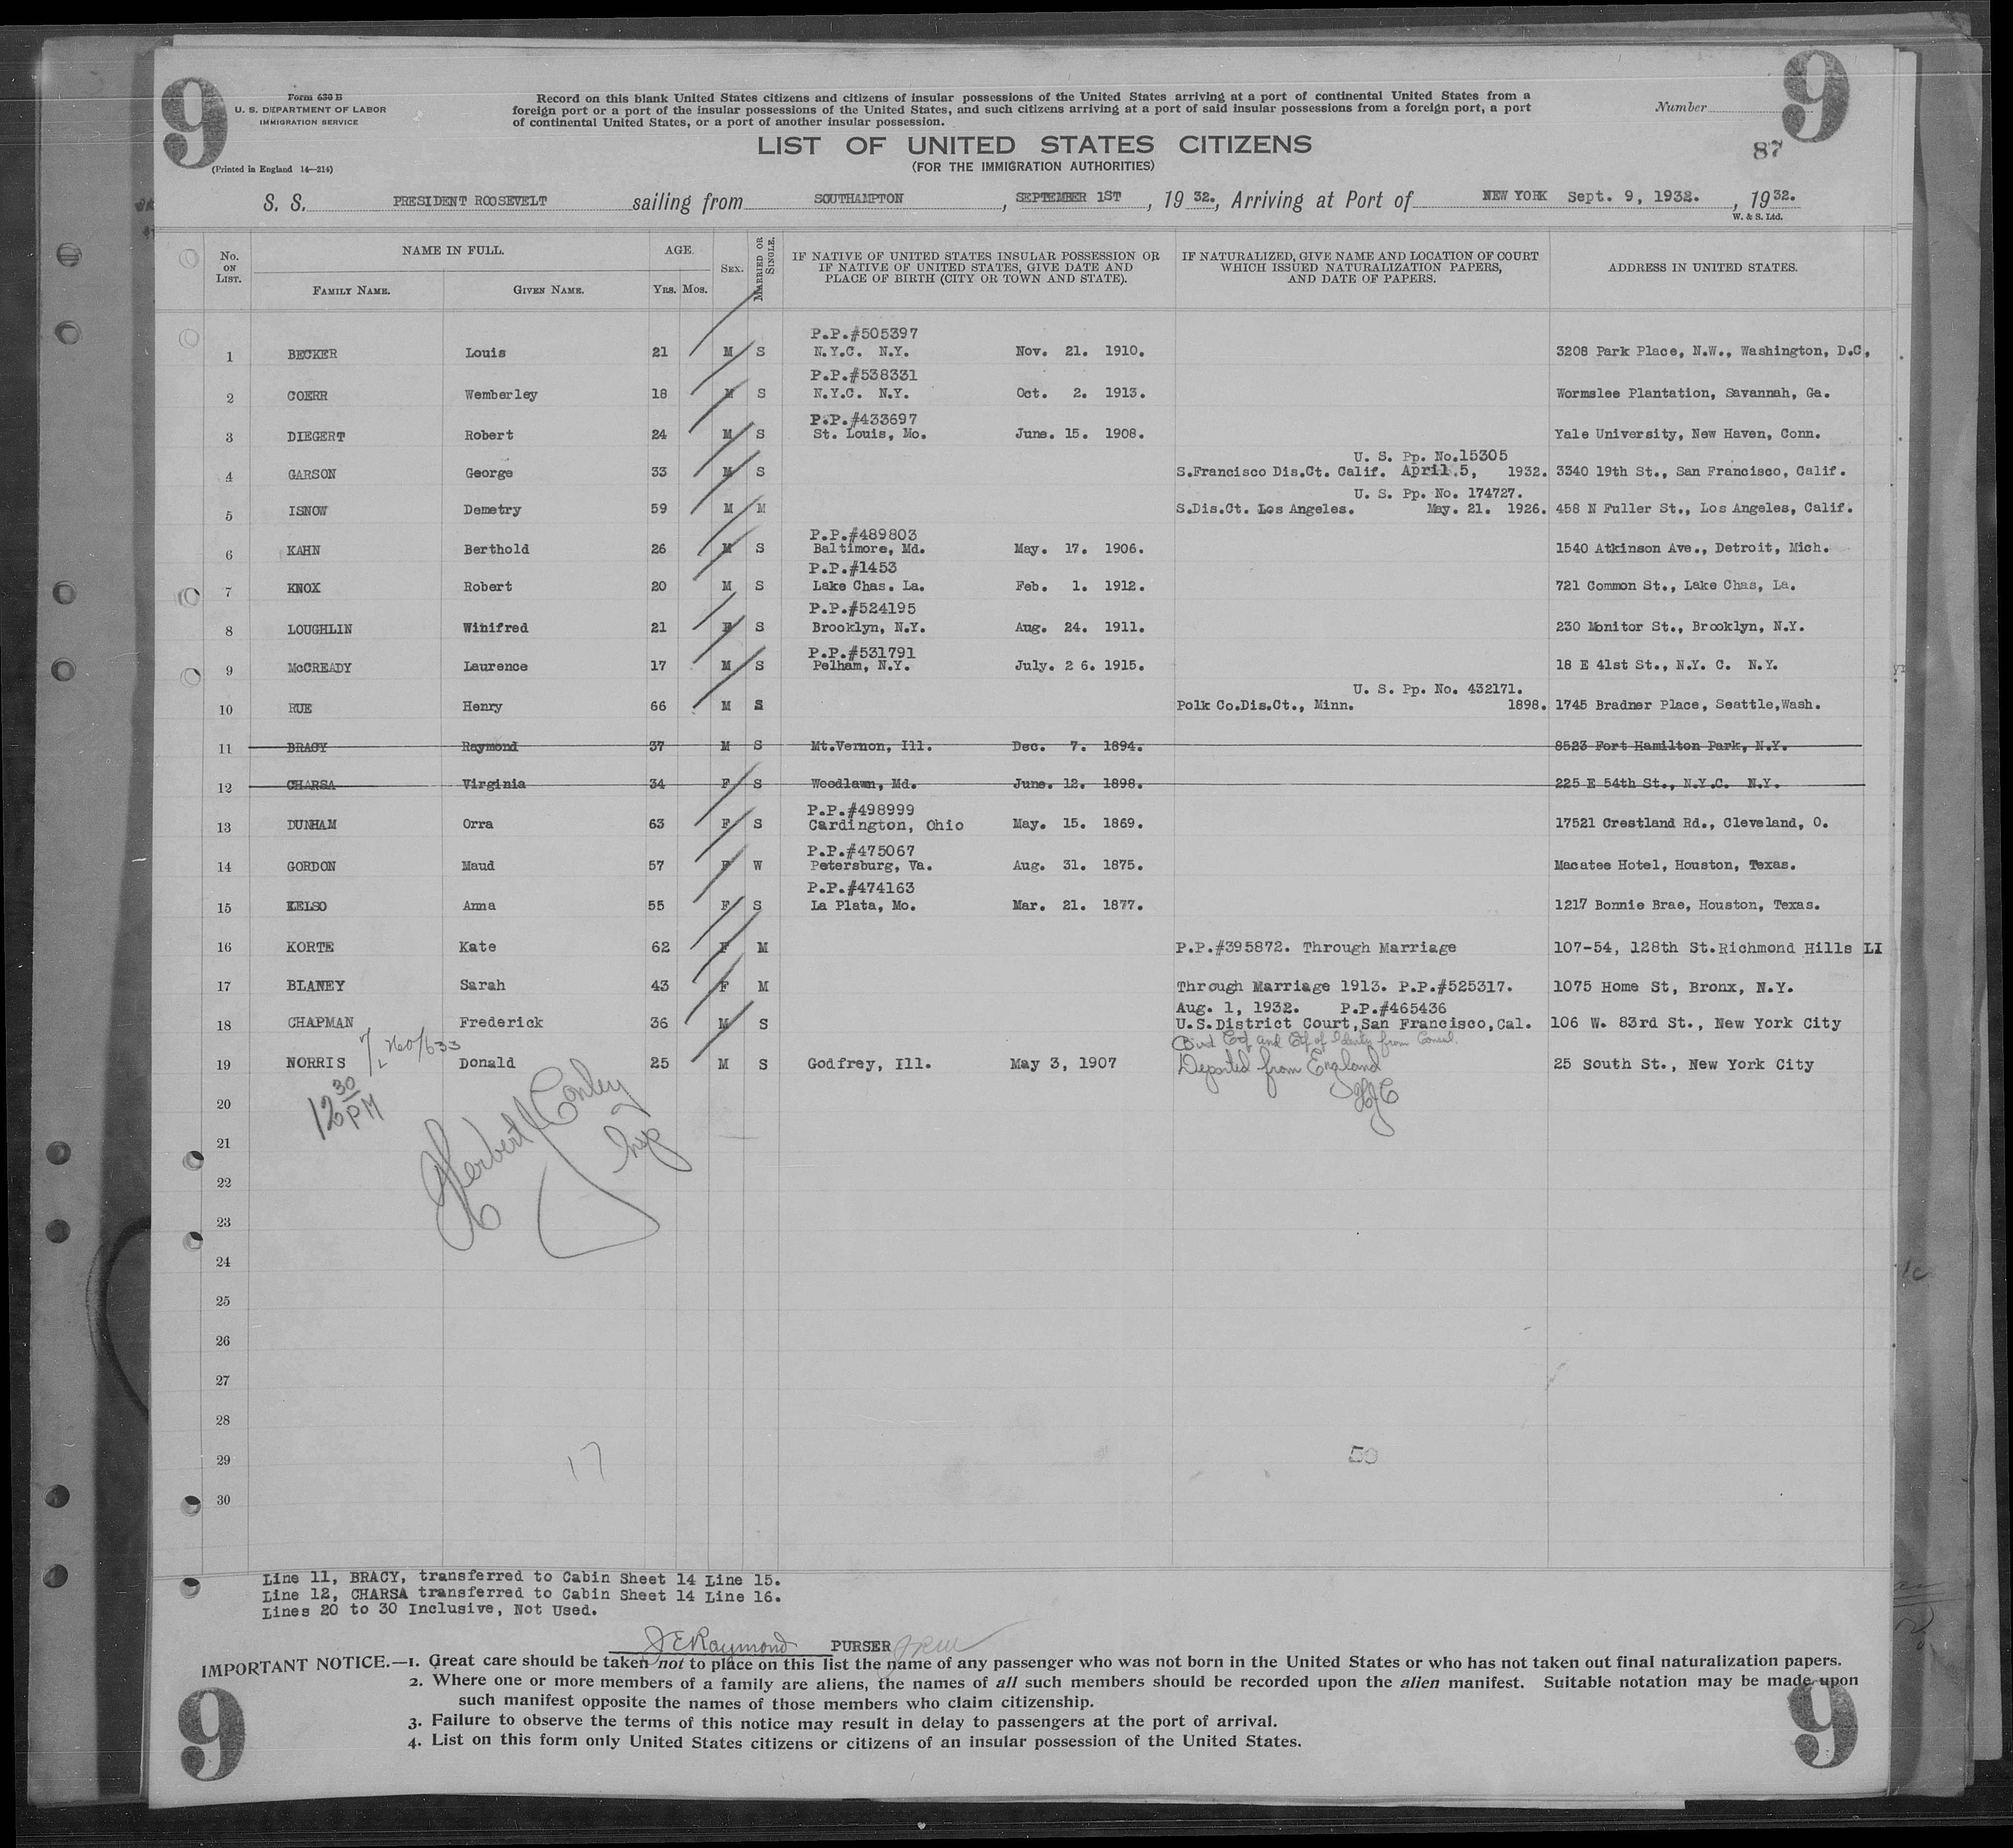 9
9
Form 630 B
U. S. DEPARTMENT OF LABOR
IMMIGRATION SERVICE
(Printed in England 14—214)
Record on this blank United States citizens and citizens of insular possessions of the United States arriving at a port of continental United States from a
foreign port or a port of the insular possessions of the United States, and such citizens arriving at a port of said insular possessions from a foreign port, a port
of continental United States, or a port of another insular possession.
Number
87
LIST OF UNITED STATES CITIZENS
(FOR THE IMMIGRATION AUTHORITIES)
S. S. PRESIDENT ROOSEVELT sailing from SOUTHAMPTON, SEPTEMBER 1ST, 19 32., Arriving at Port of NEW YORK Sept. 9, 1932., 19 32.
W. & S. Ltd.
No. ON LIST. NAME IN FULL. FAMILY NAME. GIVEN NAME. AGE. YRS. MOS. SEX. MARRIED OR SINGLE. IF NATIVE OF UNITED STATES INSULAR POSSESSION OR IF NATIVE OF UNITED STATES, GIVE DATE AND PLACE OF BIRTH (CITY OR TOWN AND STATE). IF NATURALIZED, GIVE NAME AND LOCATION OF COURT WHICH ISSUED NATURALIZATION PAPERS, AND DATE OF PAPERS. ADDRESS IN UNITED STATES.
P.P.#505397
1 BECKER Louis 21 M S N.Y.C. N.Y. Nov. 21. 1910. 3208 Park Place, N.W., Washington, D.C,
P.P.#538331
2 COERR Wemberley 18 M S N.Y.C. N.Y. Oct. 2. 1913. Wormslee Plantation, Savannah, Ga.
P.P.#433697
3 DIEGERT Robert 24 M S St. Louis, Mo. June. 15. 1908. Yale University, New Haven, Conn.
U. S. Pp. No.15305
4 GARSON George 33 M S S.Francisco Dis.Ct. Calif. April.5, 1932. 3340 19th St., San Francisco, Calif.
U. S. Pp. No. 174727.
5 ISNOW Demetry 59 M M S.Dis.Ct. Los Angeles. May. 21. 1926. 458 N Fuller St., Los Angeles, Calif.
P.P.#489803
6 KAHN Berthold 26 M S Baltimore, Md. May. 17. 1906. 1540 Atkinson Ave., Detroit, Mich.
P.P.#1453
7 KNOX Robert 20 M S Lake Chas. La. Feb. 1. 1912. 721 Common St., Lake Chas, La.
P.P.#524195
8 LOUGHLIN Winifred 21 F S Brooklyn, N.Y. Aug. 24. 1911. 230 Monitor St., Brooklyn, N.Y.
P.P.#531791
9 McCREADY Laurence 17 M S Pelham, N.Y. July. 2 6. 1915. 18 E 41st St., N.Y. C. N.Y.
U. S. Pp. No. 432171.
10 RUE Henry 66 M S Polk Co.Dis.Ct., Minn. 1898. 1745 Bradner Place, Seattle,Wash.
11 BRACY Raymond 37 M S Mt.Vernon, Ill. Dec. 7. 1894. 8523 Fort Hamilton Park, N.Y.
12 CHARSA Virginia 34 F S Woodlawn, Md. June. 12. 1898. 225 E 54th St., N.Y.C. N.Y.
P.P.#498999
13 DUNHAM Orra 63 F S Cardington, Ohio May. 15. 1869. 17521 Crestland Rd., Cleveland, O.
P.P.#475067
14 GORDON Maud 57 F W Petersburg, Va. Aug. 31. 1875. Macatee Hotel, Houston, Texas.
P.P.#474163
15 KELSO Anna 55 F S La Plata, Mo. Mar. 21. 1877. 1217 Bonnie Brae, Houston, Texas.
16 KORTE Kate 62 F M P.P.#395872. Through Marriage 107-54, 128th St.Richmond Hills LI
17 BLANEY Sarah 43 F M Through Marriage 1913. P.P.#525317. 1075 Home St, Bronx, N.Y.
Aug. 1, 1932. P.P.#465436
18 CHAPMAN Frederick 36 M S U.S.District Court,San Francisco,Cal. 106 W. 83rd St., New York City
Birth Ctf and Ctf of Identy from Consul.
19 NORRIS Donald 25 M S Godfrey, Ill. May 3, 1907 Deported from England 25 South St., New York City
HJC
12 30 PM
20
Herbert J Conley
Insp
21
22
23
24
25
26
27
28
29 17 50
30
Line 11, BRACY, transferred to Cabin Sheet 14 Line 15.
Line 12, CHARSA transferred to Cabin Sheet 14 Line 16.
Lines 20 to 30 Inclusive, Not Used.
J E Raymond PURSER
IMPORTANT NOTICE.—1. Great care should be taken not to place on this list the name of any passenger who was not born in the United States or who has not taken out final naturalization papers.
2. Where one or more members of a family are aliens, the names of all such members should be recorded upon the alien manifest. Suitable notation may be made upon
such manifest opposite the names of those members who claim citizenship.
3. Failure to observe the terms of this notice may result in delay to passengers at the port of arrival.
4. List on this form only United States citizens or citizens of an insular possession of the United States.
9
9